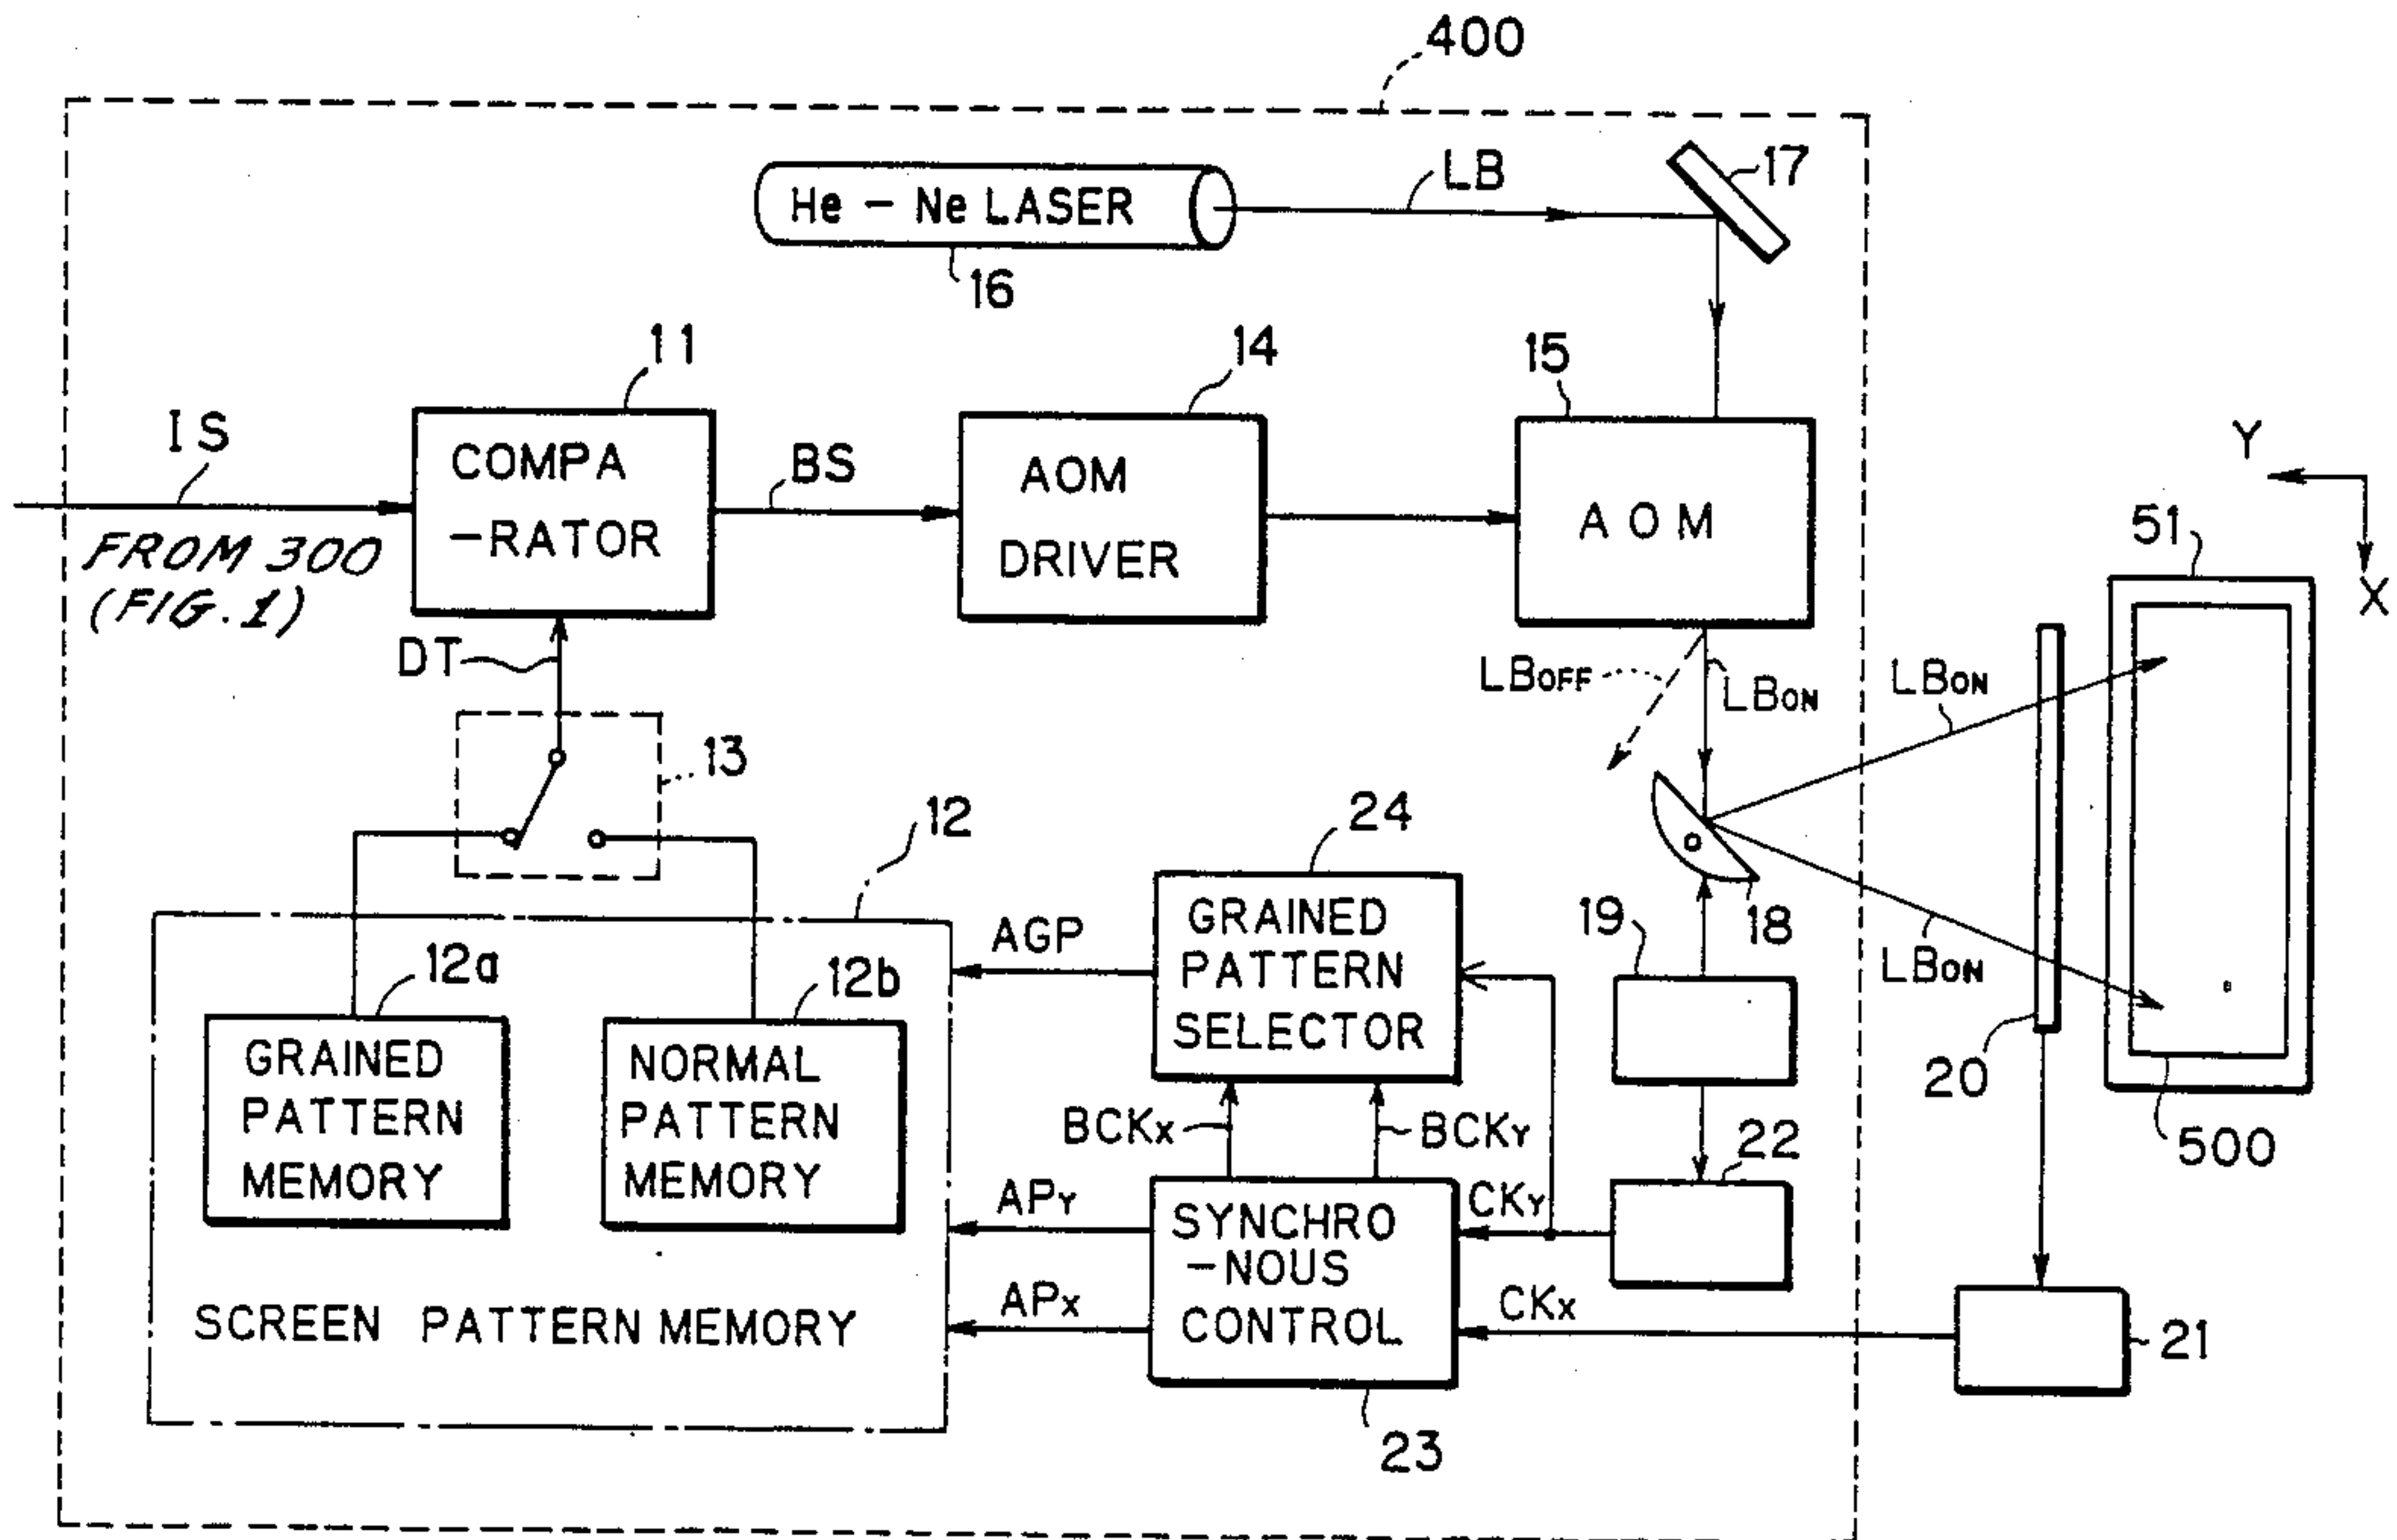 400
He - Ne LASER
LB
17
16
11
14
15
IS
COMPA
-RATOR
BS
AOM
DRIVER
AOM
Y
X
51
FROM 300
(FIG. 1)
DT
LBOFF
LBON
LBON
13
12
24
18
19
LBON
12a
12b
AGP
GRAINED
PATTERN
SELECTOR
20
500
GRAINED
PATTERN
MEMORY
NORMAL
PATTERN
MEMORY
BCKX
BCKY
22
APY
SYNCHRO
-NOUS
CONTROL
CKY
APX
CKX
SCREEN PATTERN MEMORY
21
23